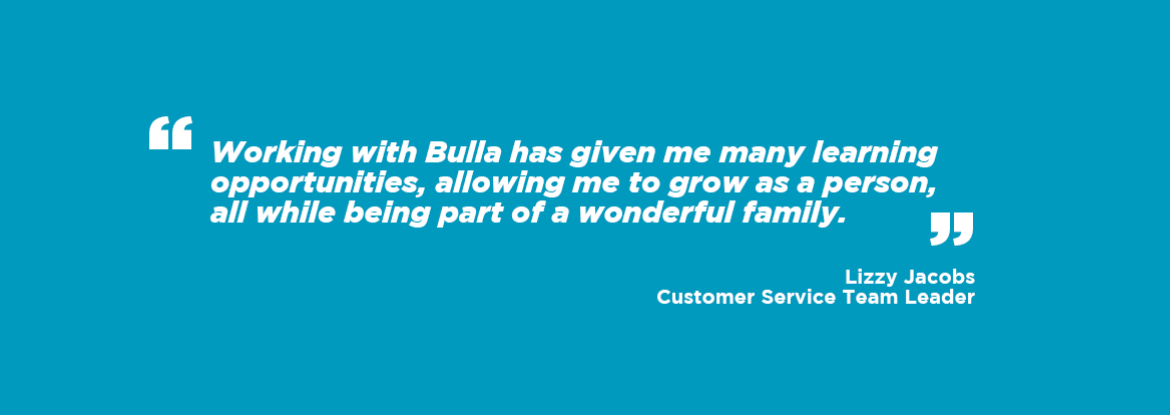 “
Working with Bulla has given me many learning
opportunities, allowing me to grow as a person,
all while being part of a wonderful family.
”
Lizzy Jacobs
Customer Service Team Leader